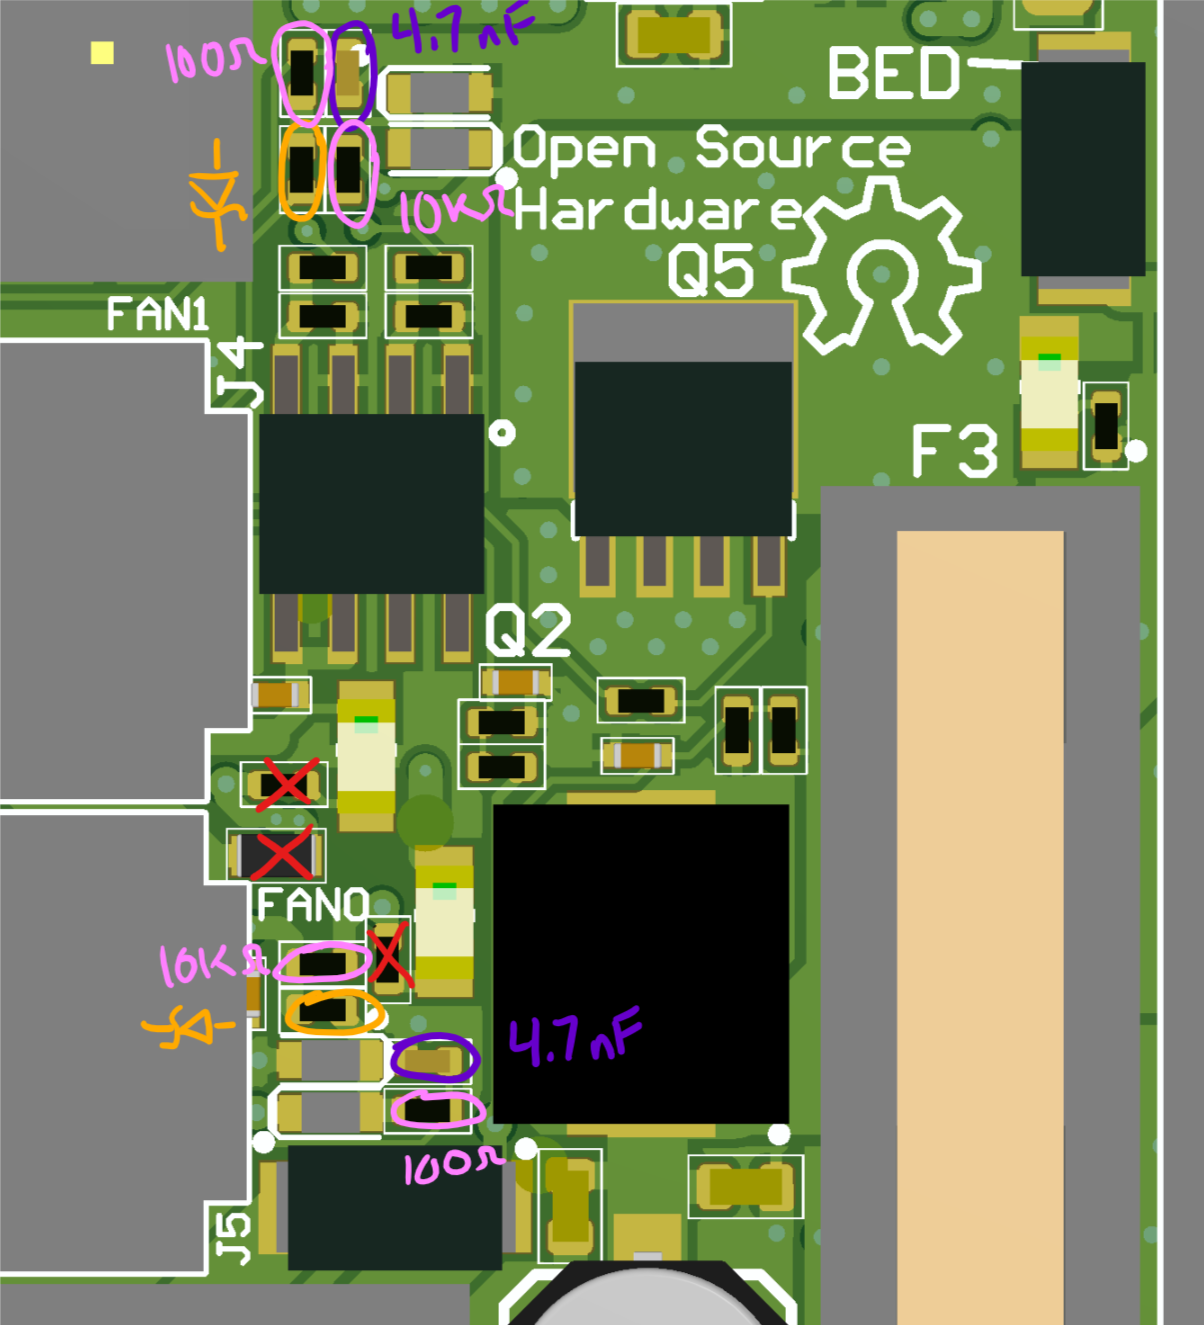 4.7nF
100Ω
BED
Open Source
Hardware
10KΩ
Q5
FAN1
J4
F3
Q2
FAN0
10KΩ
4.7nF
100Ω
J5